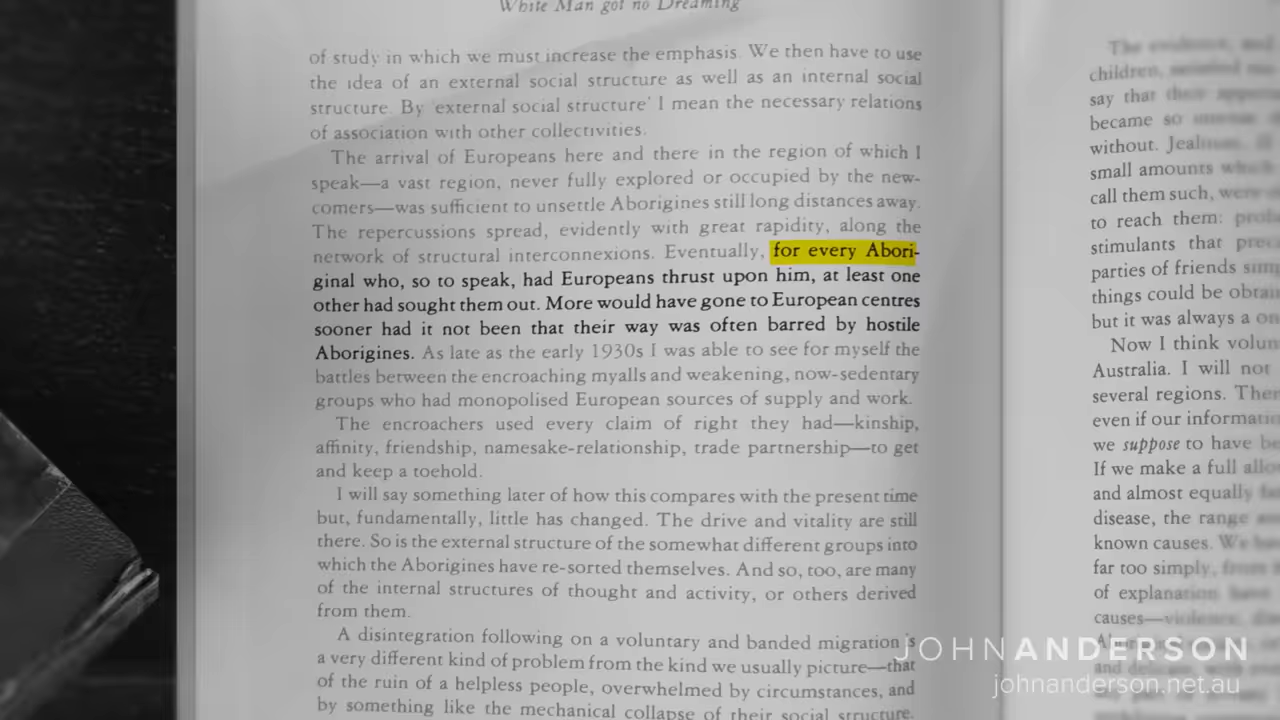 White Man got no Dreaming
of study in which we must increase the emphasis. We then have to use
the idea of an external social structure as well as an internal social
structure. By 'external social structure' I mean the necessary relations
of association with other collectivities.
The arrival of Europeans here and there in the region of which I
speak—a vast region, never fully explored or occupied by the new-
comers—was sufficient to unsettle Aborigines still long distances away.
The repercussions spread, evidently with great rapidity, along the
network of structural interconnexions. Eventually, for every Abori-
ginal who, so to speak, had Europeans thrust upon him, at least one
other had sought them out. More would have gone to European centres
sooner had it not been that their way was often barred by hostile
Aborigines. As late as the early 1930s I was able to see for myself the
battles between the encroaching myalls and weakening, now-sedentary
groups who had monopolised European sources of supply and work.
The encroachers used every claim of right they had—kinship,
affinity, friendship, namesake-relationship, trade partnership—to get
and keep a toehold.
I will say something later of how this compares with the present time
but, fundamentally, little has changed. The drive and vitality are still
there. So is the external structure of the somewhat different groups into
which the Aborigines have re-sorted themselves. And so, too, are many
of the internal structures of thought and activity, or others derived
from them.
A disintegration following on a voluntary and banded migration is
a very different kind of problem from the kind we usually picture—that
of the ruin of a helpless people, overwhelmed by circumstances, and
by something like the mechanical collapse of their social structure.
The evidence, and
children,
say that their
became so
without.
small amounts
call them such, were
to reach them:
stimulants that
parties of friends
things could be
but it was always a
Now I think
Australia. I will not
several regions.
even if our
we suppose to have
If we make a full
and almost equally
disease, the range
known causes. We
far too simply,
of explanation have
causes—
JOHN ANDERSON
johnanderson.net.au